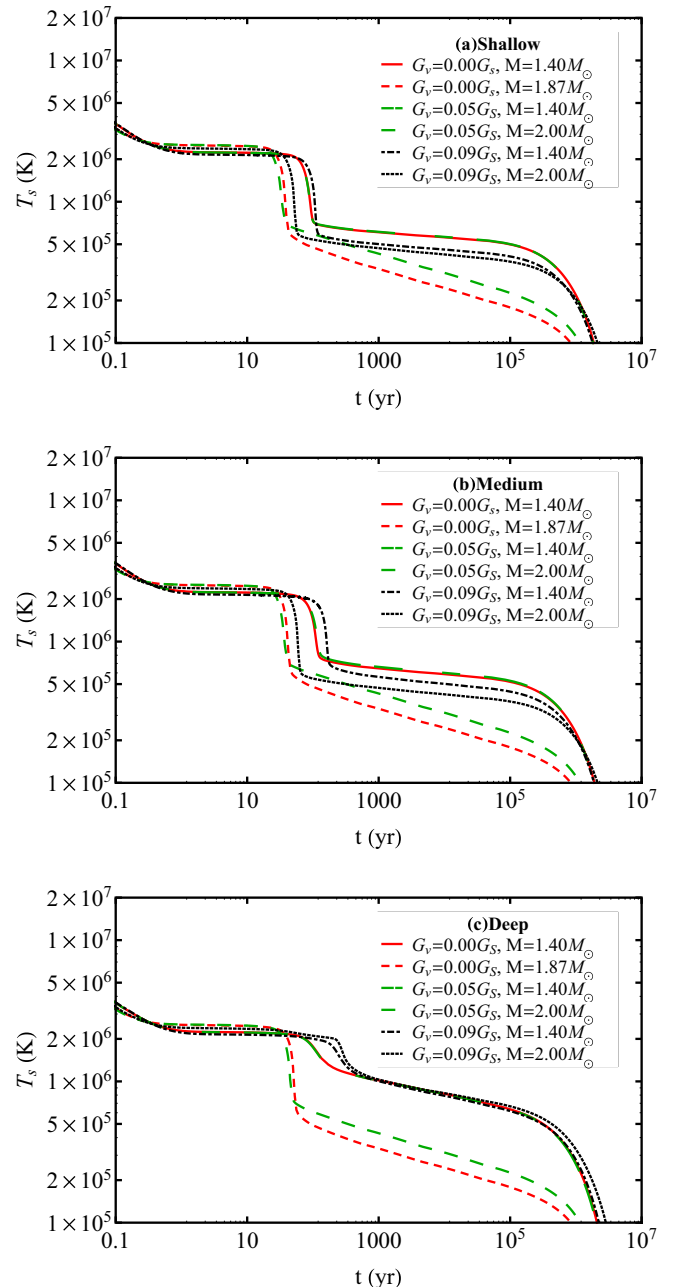 (a)Shallow
G_v=0.00G_s, M=1.40M_⊙
G_v=0.00G_s, M=1.87M_⊙
G_v=0.05G_S, M=1.40M_⊙
G_v=0.05G_S, M=2.00M_⊙
G_v=0.09G_S, M=1.40M_⊙
G_v=0.09G_S, M=2.00M_⊙
2×10^7
1×10^7
5×10^6
2×10^6
1×10^6
5×10^5
2×10^5
1×10^5
T_s (K)
0.1 10 1000 10^5 10^7
t (yr)
(b)Medium
G_v=0.00G_s, M=1.40M_⊙
G_v=0.00G_s, M=1.87M_⊙
G_v=0.05G_S, M=1.40M_⊙
G_v=0.05G_S, M=2.00M_⊙
G_v=0.09G_S, M=1.40M_⊙
G_v=0.09G_S, M=2.00M_⊙
2×10^7
1×10^7
5×10^6
2×10^6
1×10^6
5×10^5
2×10^5
1×10^5
T_s (K)
0.1 10 1000 10^5 10^7
t (yr)
(c)Deep
G_v=0.00G_S, M=1.40M_⊙
G_v=0.00G_S, M=1.87M_⊙
G_v=0.05G_S, M=1.40M_⊙
G_v=0.05G_S, M=2.00M_⊙
G_v=0.09G_S, M=1.40M_⊙
G_v=0.09G_S, M=2.00M_⊙
2×10^7
1×10^7
5×10^6
2×10^6
1×10^6
5×10^5
2×10^5
1×10^5
T_s (K)
0.1 10 1000 10^5 10^7
t (yr)